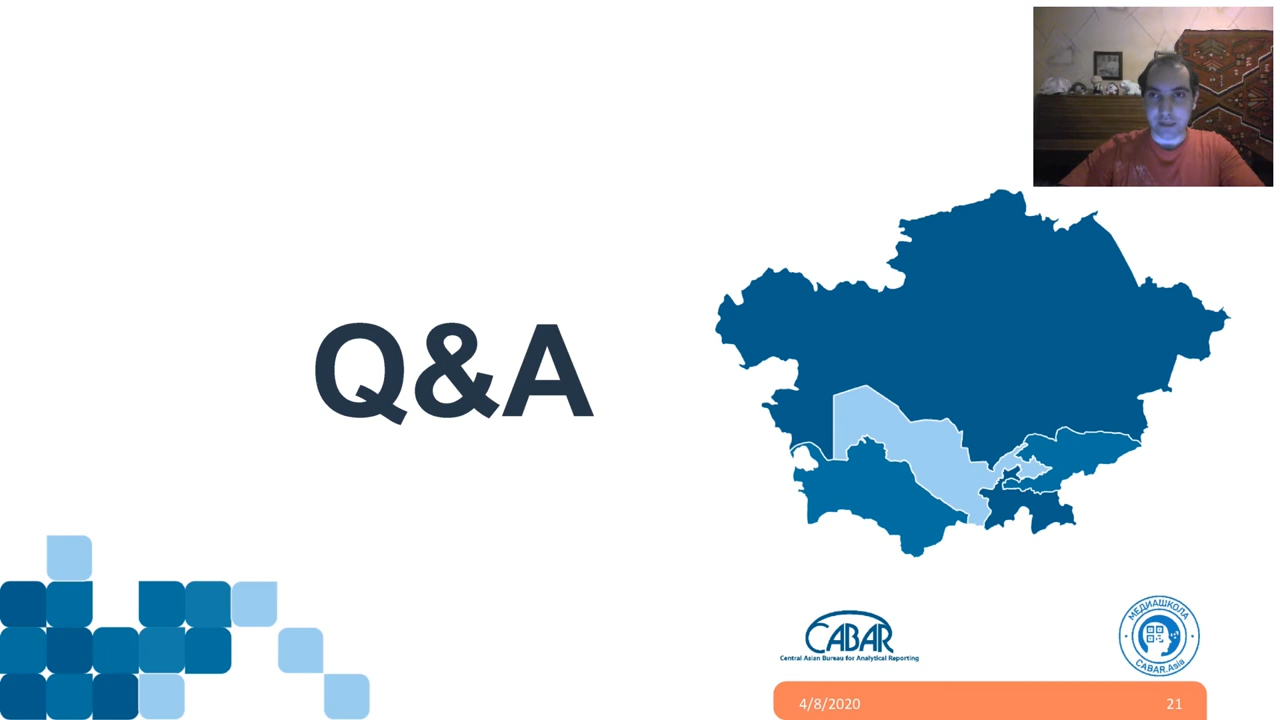 Q&A
CABAR
Central Asian Bureau for Analytical Reporting
МЕДИАШКОЛА
CABAR.Asia
4/8/2020
21